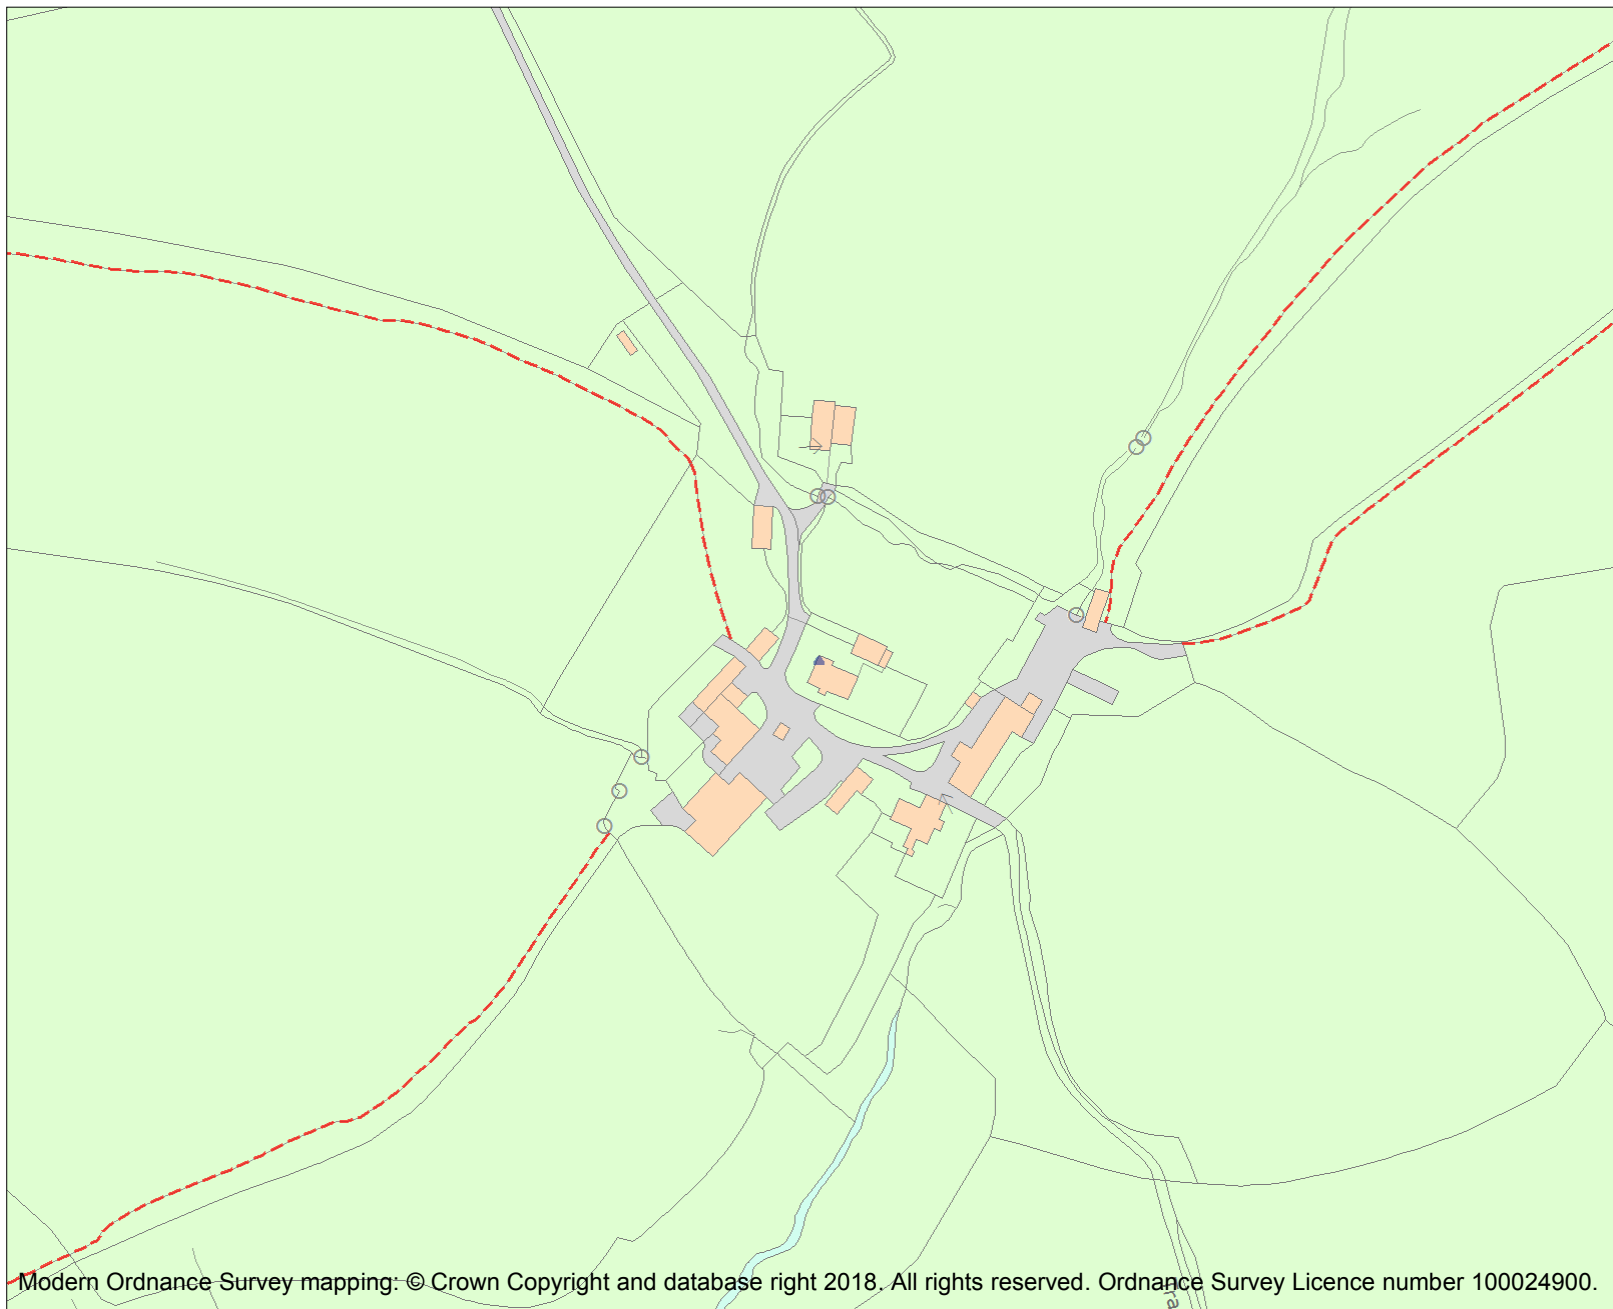 Modern Ordnance Survey mapping: © Crown Copyright and database right 2018. All rights reserved. Ordnance Survey Licence number 100024900.